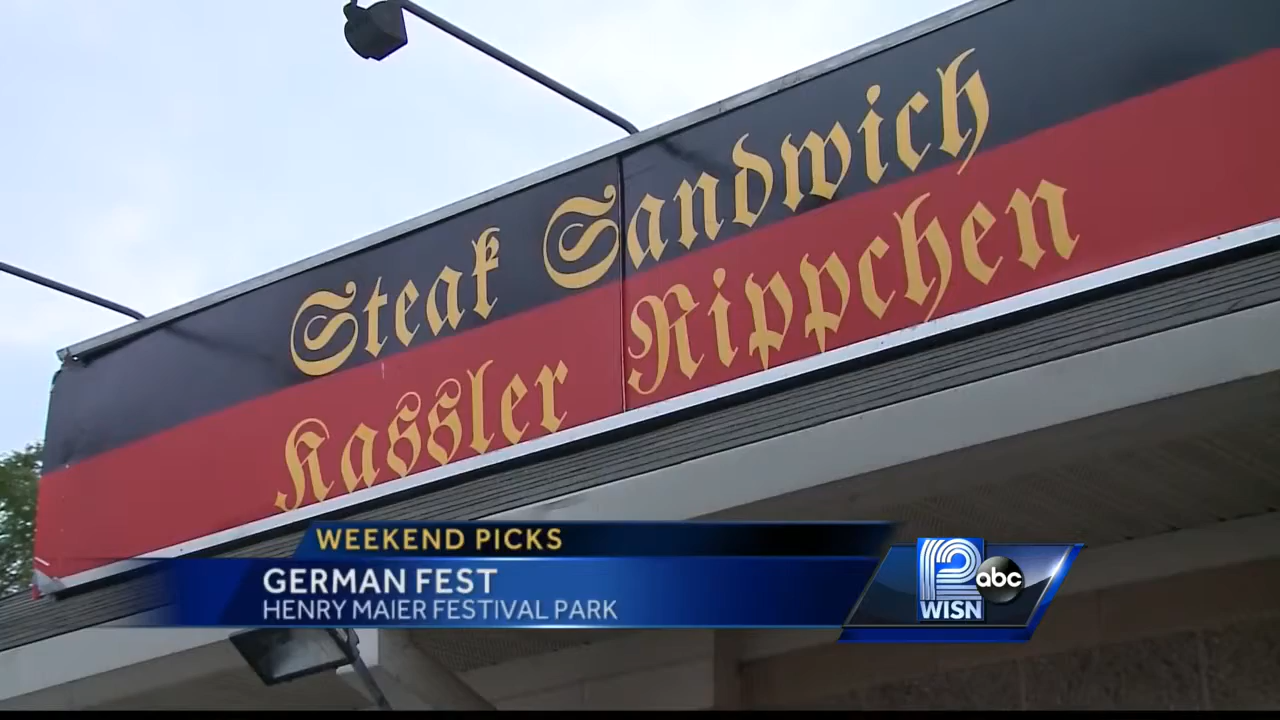 Steak Sandwich
Kassler Rippchen
WEEKEND PICKS
GERMAN FEST
HENRY MAIER FESTIVAL PARK
12
WISN
abc